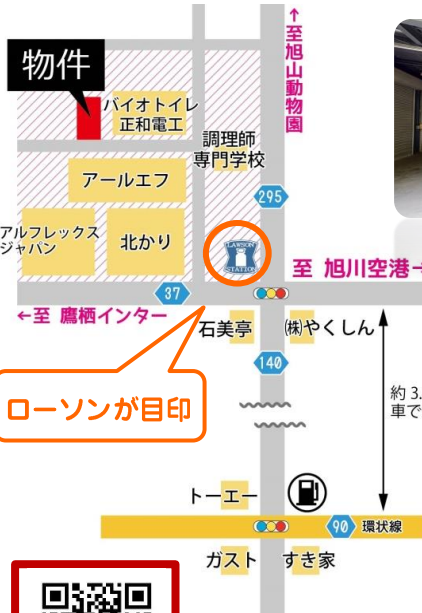 ↑至旭山動物園
物件
バイオトイレ
正和電工
調理師
専門学校
アールエフ
295
アルフレックス
ジャパン
北かり
LAWSON
STATION
至 旭川空港→
37
←至 鷹栖インター
石美亭
㈱やくしん
140
ローソンが目印
約 3.
車で
トーエー
90
環状線
ガスト
すき家